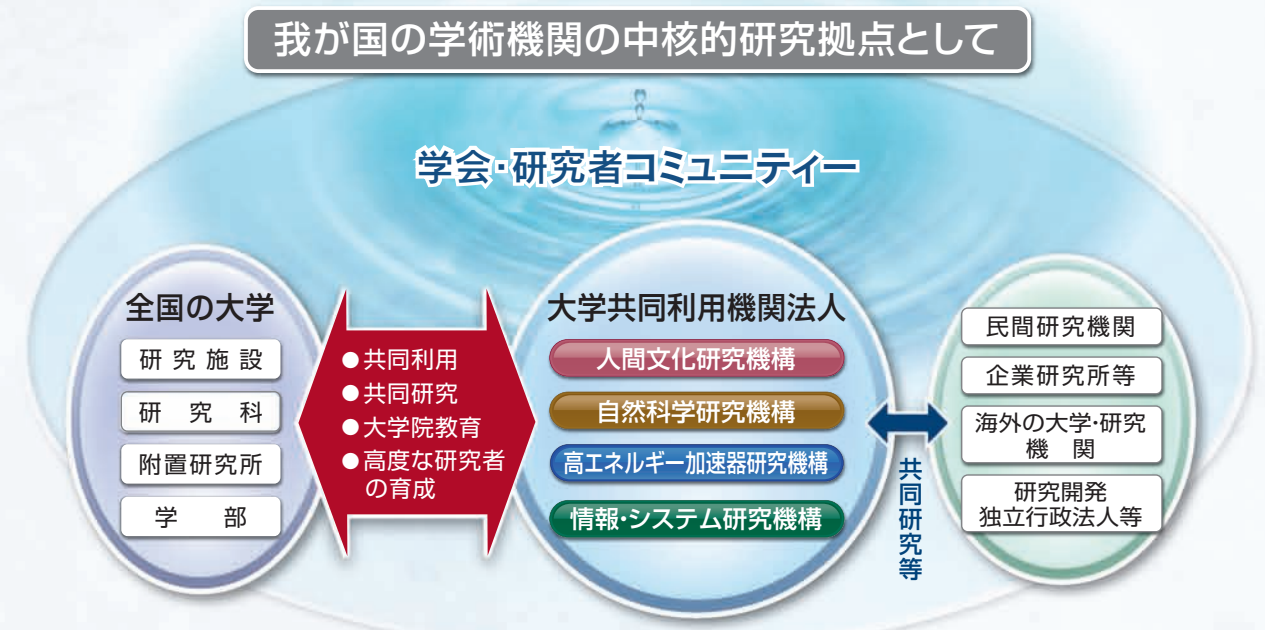 我が国の学術機関の中核的研究拠点として
学会・研究者コミュニティー
全国の大学
研究施設
研究科
附置研究所
学部
●共同利用
●共同研究
●大学院教育
●高度な研究者
の育成
大学共同利用機関法人
人間文化研究機構
自然科学研究機構
高エネルギー加速器研究機構
情報・システム研究機構
共同研究等
民間研究機関
企業研究所等
海外の大学・研究
機関
研究開発
独立行政法人等